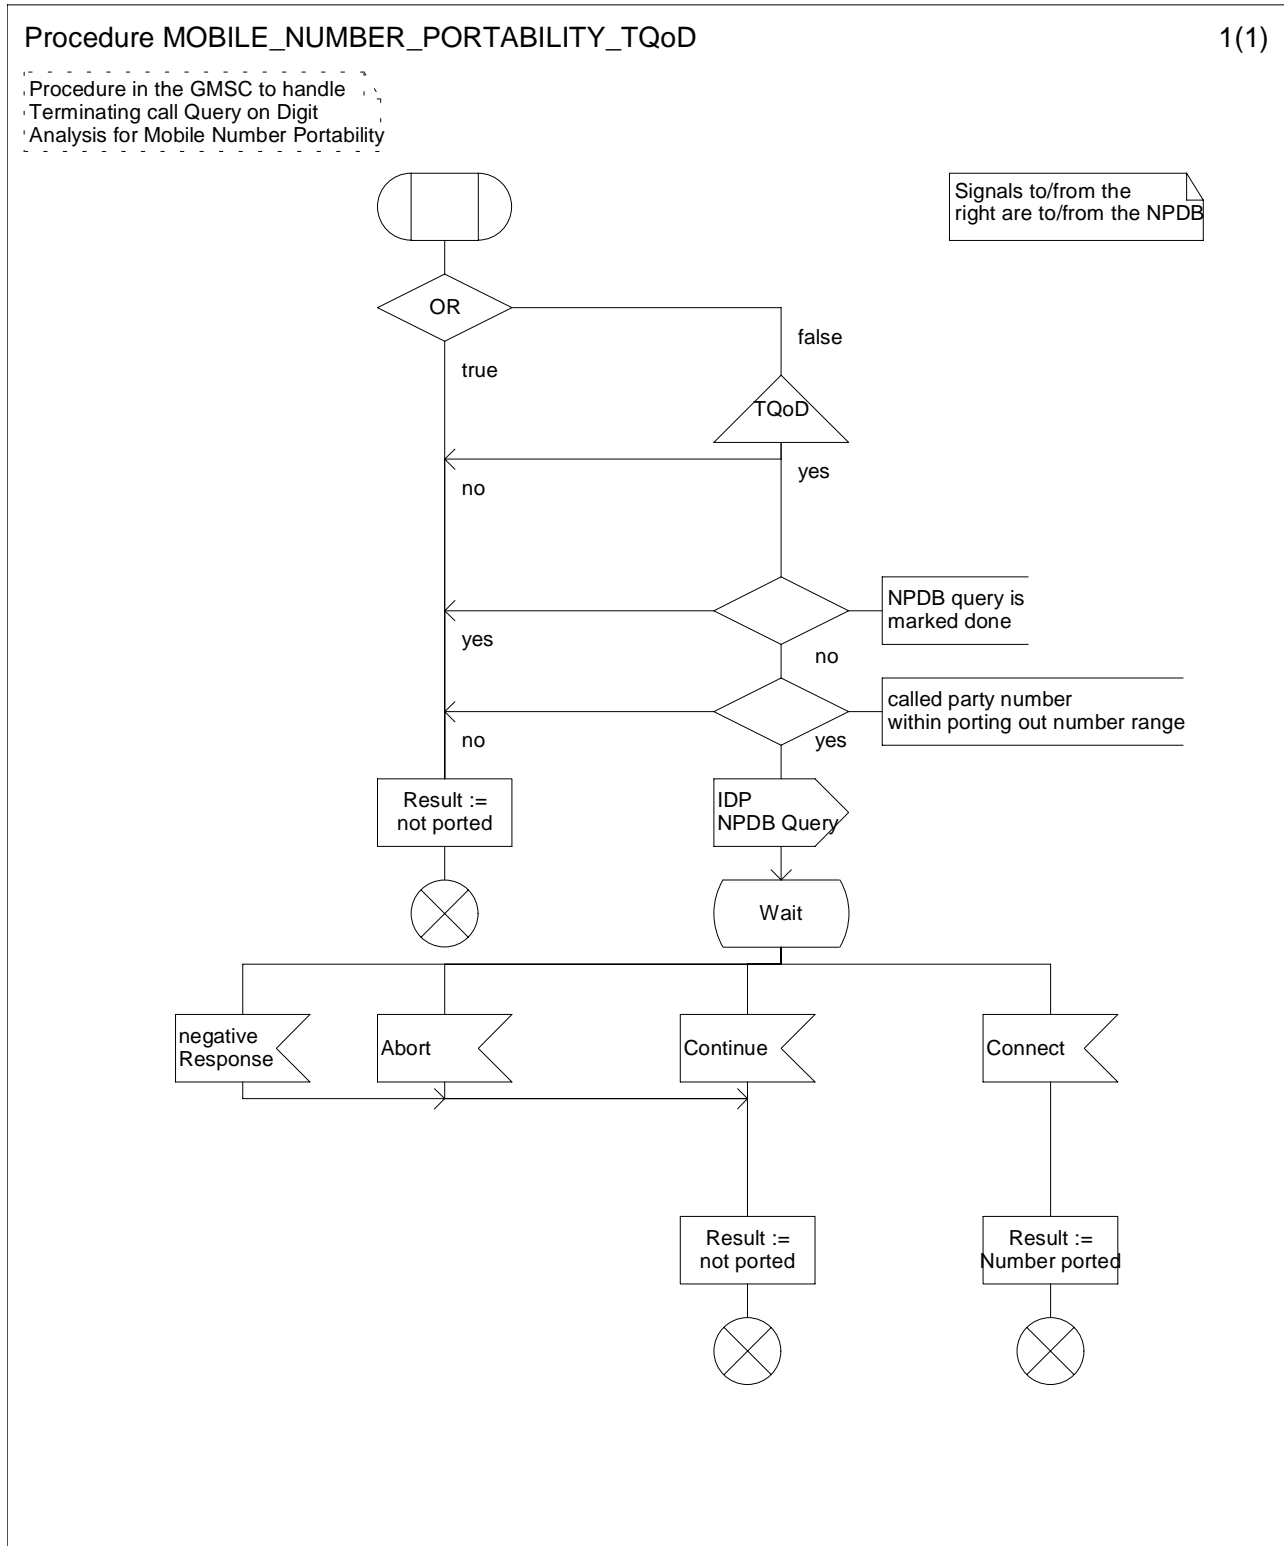 Procedure MOBILE_NUMBER_PORTABILITY_TQoD
1(1)
Procedure in the GMSC to handle
Terminating call Query on Digit
Analysis for Mobile Number Portability
Signals to/from the
right are to/from the NPDB
OR
false
true
TQoD
yes
no
NPDB query is
marked done
yes
no
called party number
within porting out number range
no
yes
Result :=
not ported
IDP
NPDB Query
Wait
negative
Response
Abort
Continue
Connect
Result :=
not ported
Result :=
Number ported